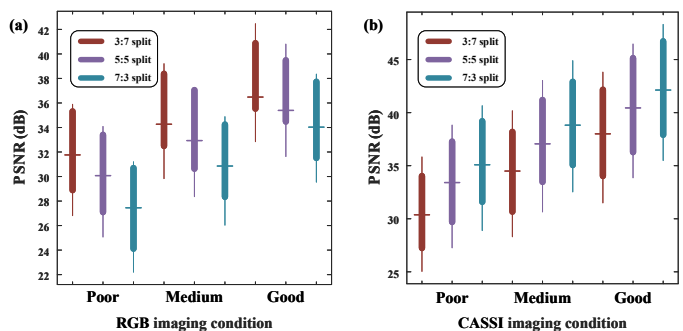 (a)
PSNR (dB)
42
40
38
36
34
32
30
28
26
24
22
3:7 split
5:5 split
7:3 split
Poor Medium Good
RGB imaging condition
(b)
PSNR (dB)
45
40
35
30
25
3:7 split
5:5 split
7:3 split
Poor Medium Good
CASSI imaging condition